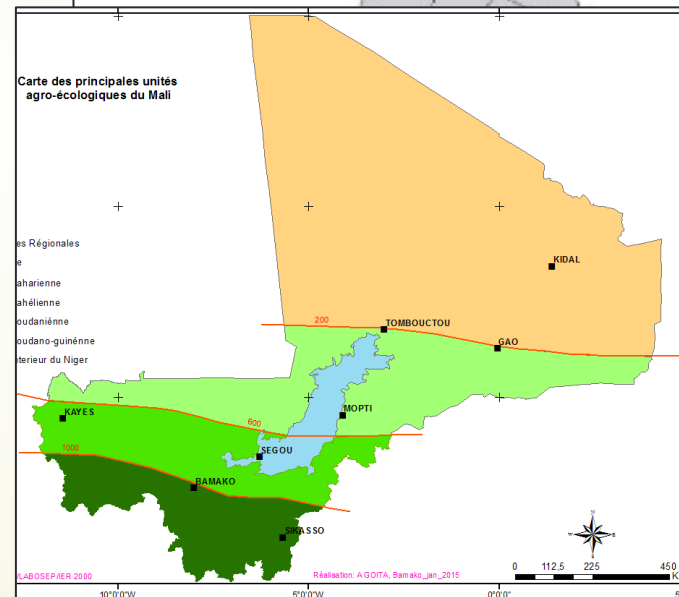 Carte des principales unités
agro-écologiques du Mali
es Régionales
e
aharienne
ahélienne
oudanienne
oudano-guinénne
terieur du Niger
KIDAL
200
TOMBOUCTOU
GAO
KAYES
600
MOPTI
SEGOU
1000
BAMAKO
SIKASSO
N
0 112,5 225 450
K
/LABOSEP/IER 2000
Réalisation: A GOITA, Bamako_jan_2015
10°0'0"W 5°0'0"W 0°0'0" 5